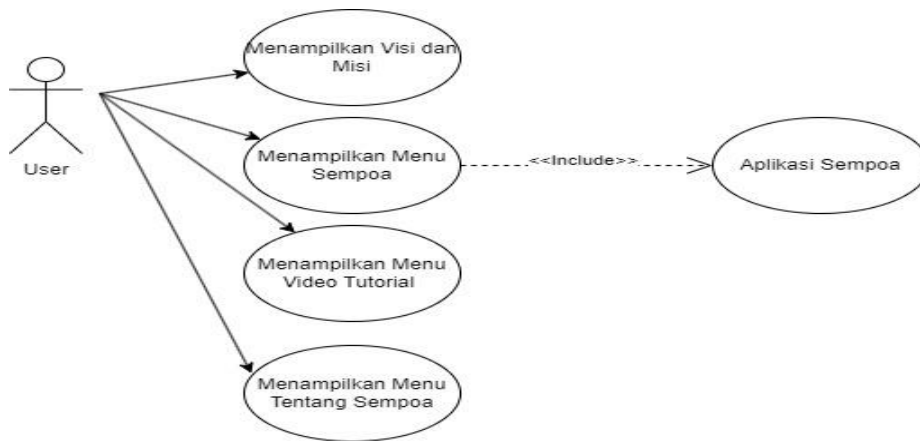 Menampilkan Visi dan
Misi
User
Menampilkan Menu
Sempoa
<<Include>>
Aplikasi Sempoa
Menampilkan Menu
Video Tutorial
Menampilkan Menu
Tentang Sempoa